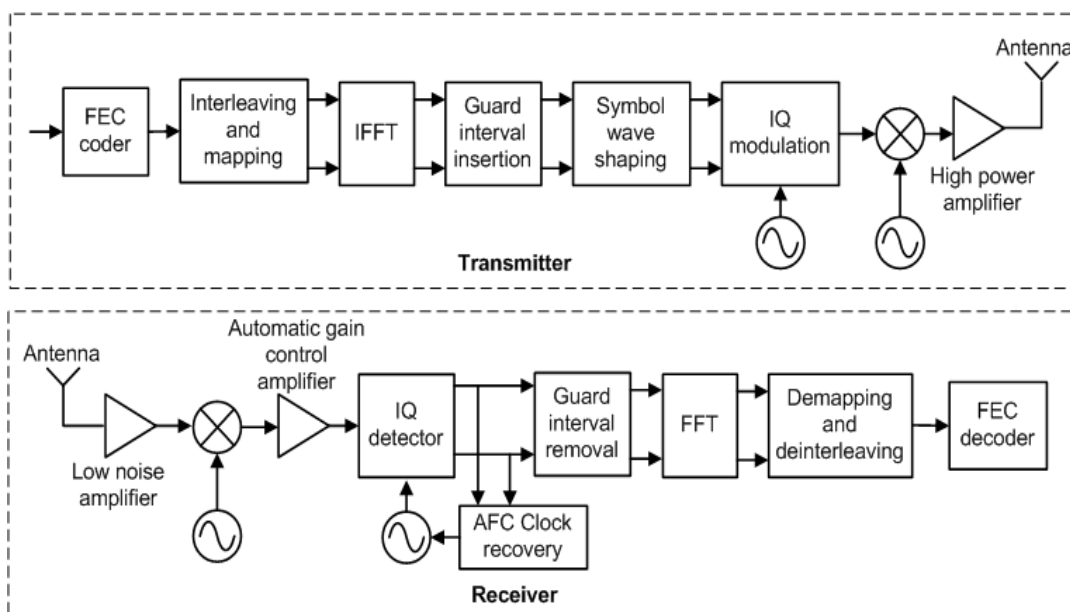 Antenna
FEC
coder
Interleaving
and
mapping
IFFT
Guard
interval
insertion
Symbol
wave
shaping
IQ
modulation
High power
amplifier
Transmitter
Antenna
Low noise
amplifier
Automatic gain
control
amplifier
IQ
detector
AFC Clock
recovery
Guard
interval
removal
FFT
Demapping
and
deinterleaving
FEC
decoder
Receiver